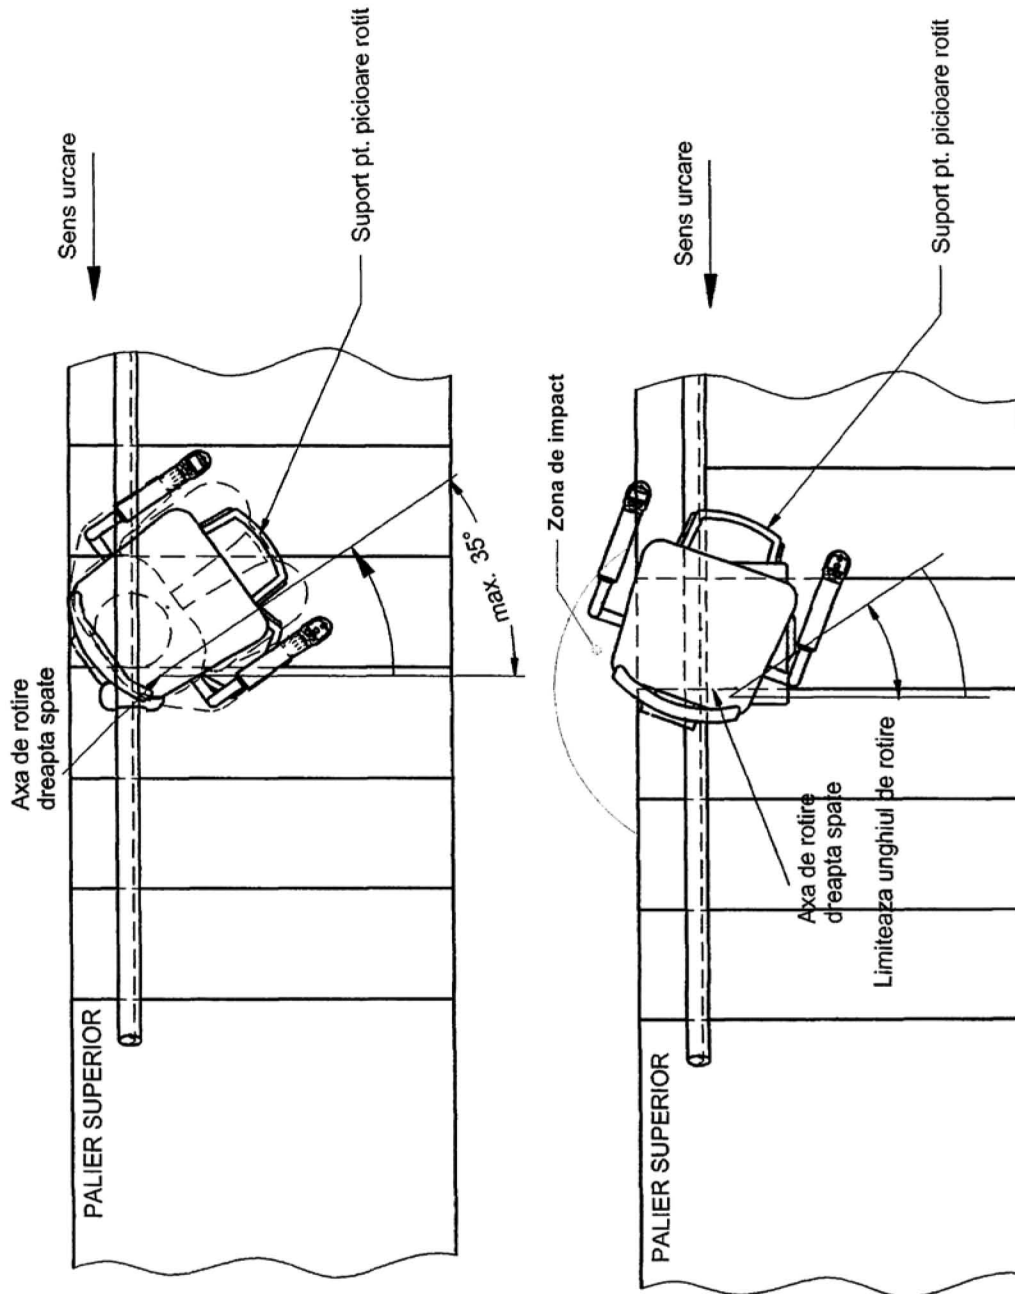 Sens urcare
Suport pt. picioare rotit
Axa de rotire
dreapta spate
max. 35°
PALIER SUPERIOR
Zona de impact
Sens urcare
Suport pt. picioare rotit
Axa de rotire
dreapta spate
Limiteaza unghiul de rotire
PALIER SUPERIOR